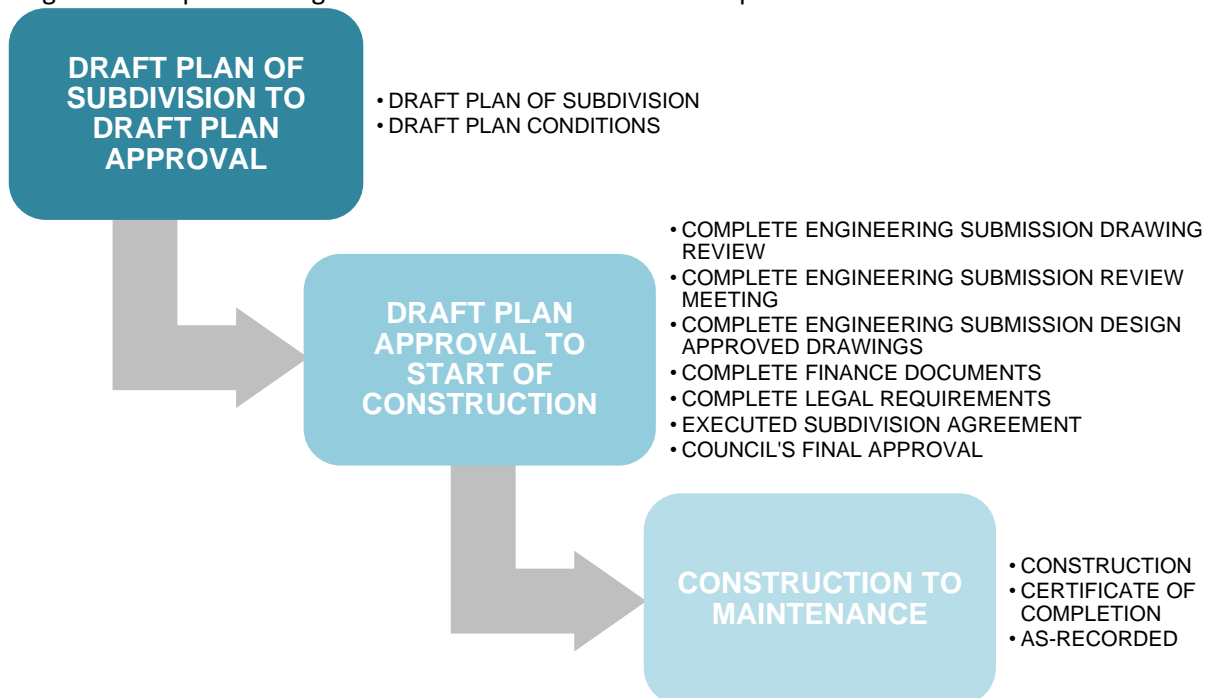 DRAFT PLAN OF
SUBDIVISION TO
DRAFT PLAN
APPROVAL
• DRAFT PLAN OF SUBDIVISION
• DRAFT PLAN CONDITIONS
DRAFT PLAN
APPROVAL TO
START OF
CONSTRUCTION
• COMPLETE ENGINEERING SUBMISSION DRAWING
REVIEW
• COMPLETE ENGINEERING SUBMISSION REVIEW
MEETING
• COMPLETE ENGINEERING SUBMISSION DESIGN
APPROVED DRAWINGS
• COMPLETE FINANCE DOCUMENTS
• COMPLETE LEGAL REQUIREMENTS
• EXECUTED SUBDIVISION AGREEMENT
• COUNCIL'S FINAL APPROVAL
CONSTRUCTION TO
MAINTENANCE
• CONSTRUCTION
• CERTIFICATE OF
COMPLETION
• AS-RECORDED